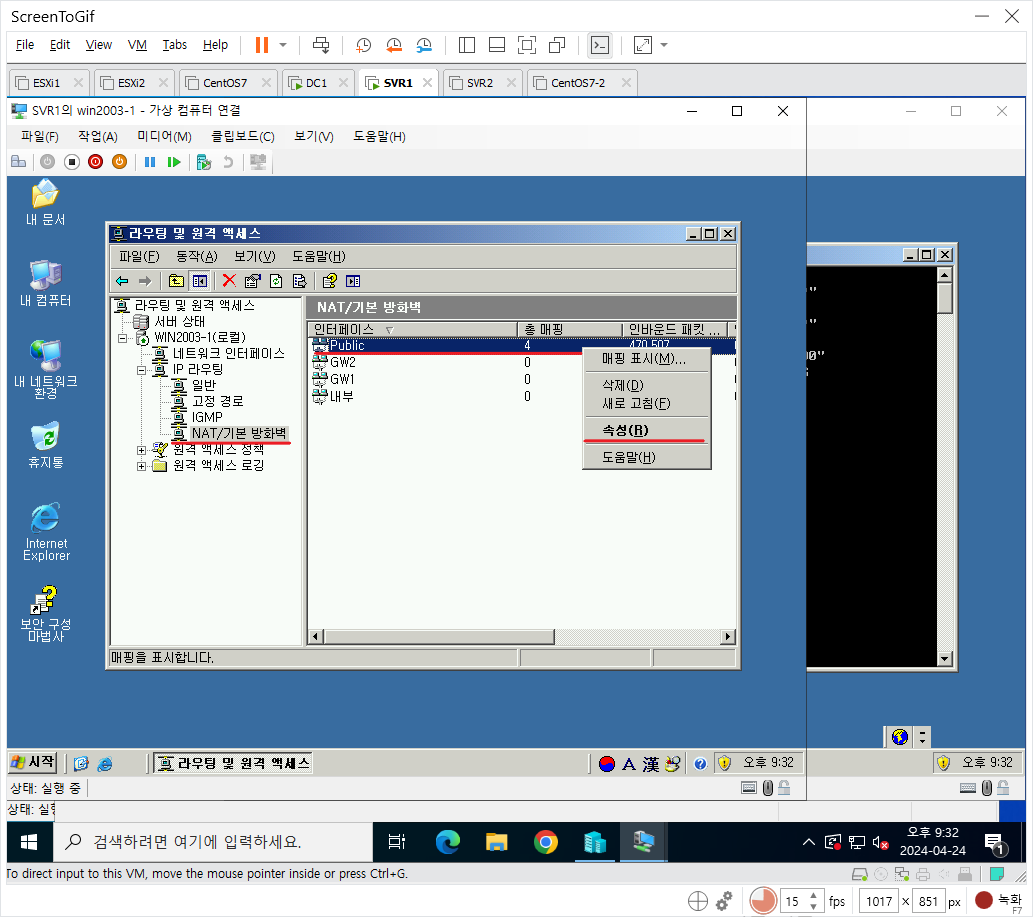 ScreenToGif
File Edit View VM Tabs Help
ESXi1 ESXi2 CentOS7 DC1 SVR1 SVR2 CentOS7-2
SVR1의 win2003-1 - 가상 컴퓨터 연결
파일(F) 작업(A) 미디어(M) 클립보드(C) 보기(V) 도움말(H)
내 문서
내 컴퓨터
내 네트워크
환경
휴지통
Internet
Explorer
보안 구성
마법사
라우팅 및 원격 액세스
파일(F) 동작(A) 보기(V) 도움말(H)
라우팅 및 원격 액세스
서버 상태
WIN2003-1(로컬)
네트워크 인터페이스
IP 라우팅
일반
고정 경로
IGMP
NAT/기본 방화벽
원격 액세스 정책
원격 액세스 로깅
NAT/기본 방화벽
인터페이스 총 매핑 인바운드 패킷 ...
Public 4 470,507
GW2 0
GW1 0
내부 0
매핑 표시(M)...
삭제(D)
새로 고침(F)
속성(R)
도움말(H)
매핑을 표시합니다.
시작 라우팅 및 원격 액세스 A 漢 오후 9:32 오후 9:32
상태: 실행 중
상태: 실행
검색하려면 여기에 입력하세요. 오후 9:32
2024-04-24
1
To direct input to this VM, move the mouse pointer inside or press Ctrl+G.
15 fps 1017 x 851 px 녹화
F7